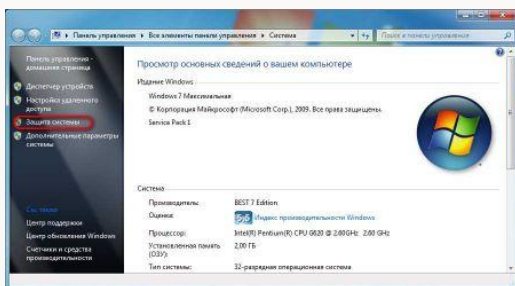 Панель управления ▸ Все элементы панели управления ▸ Система
Поиск в панели управления
Панель управления -
домашняя страница
Диспетчер устройств
Настройка удаленного
доступа
Защита системы
Дополнительные параметры
системы
См. также
Центр поддержки
Центр обновления Windows
Счетчики и средства
производительности
Просмотр основных сведений о вашем компьютере
Издание Windows
Windows 7 Максимальная
© Корпорация Майкрософт (Microsoft Corp.), 2009. Все права защищены.
Service Pack 1
Система
Производитель: BEST 7 Edition
Оценка: 5,5 Индекс производительности Windows
Процессор: Intel(R) Pentium(R) CPU G620 @ 2.60GHz 2.60 GHz
Установленная память 2,00 ГБ
(ОЗУ):
Тип системы: 32-разрядная операционная система